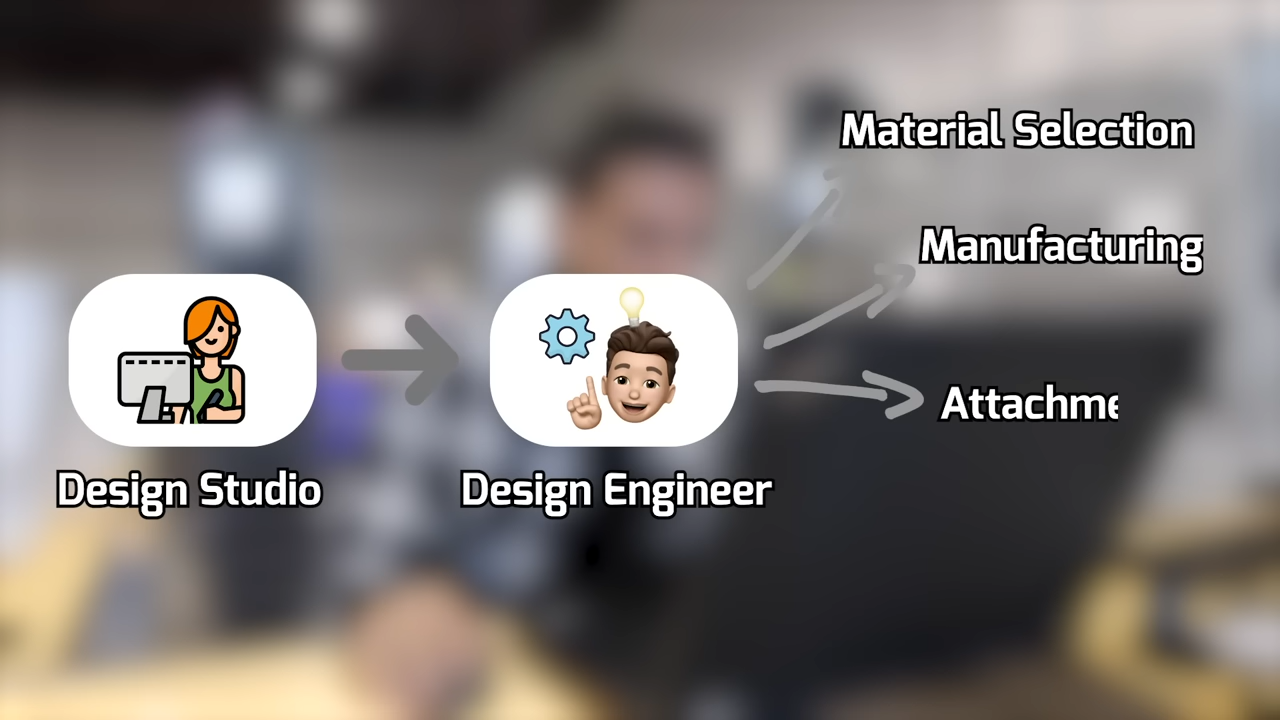 Material Selection
Manufacturing
Attachme
Design Studio
Design Engineer